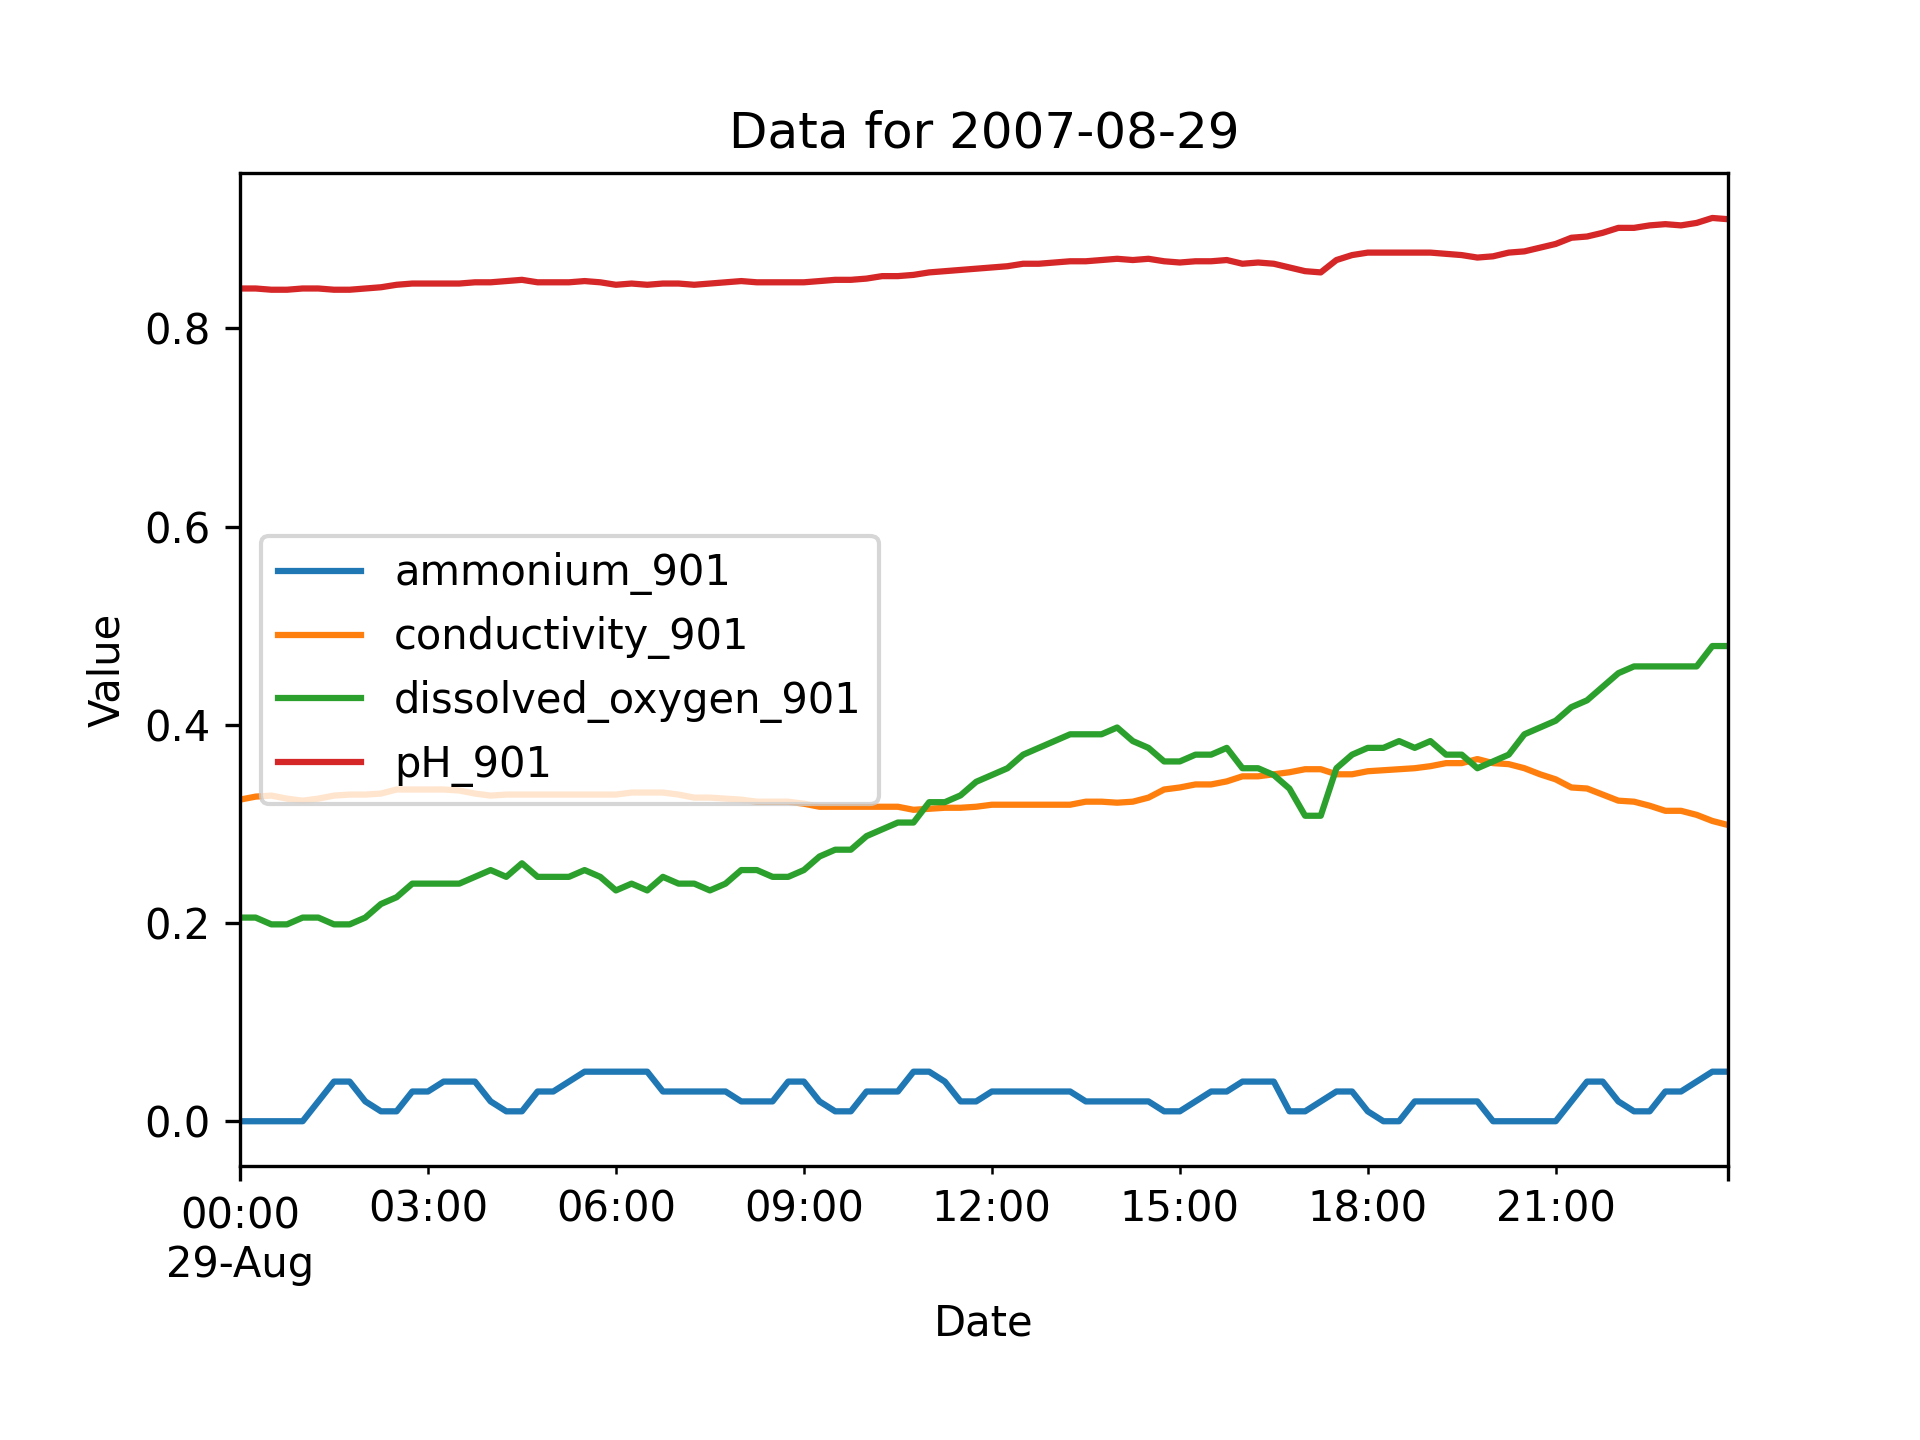 Data for 2007-08-29
Value
0.8
0.6
0.4
0.2
0.0
ammonium_901
conductivity_901
dissolved_oxygen_901
pH_901
00:00 03:00 06:00 09:00 12:00 15:00 18:00 21:00
29-Aug
Date